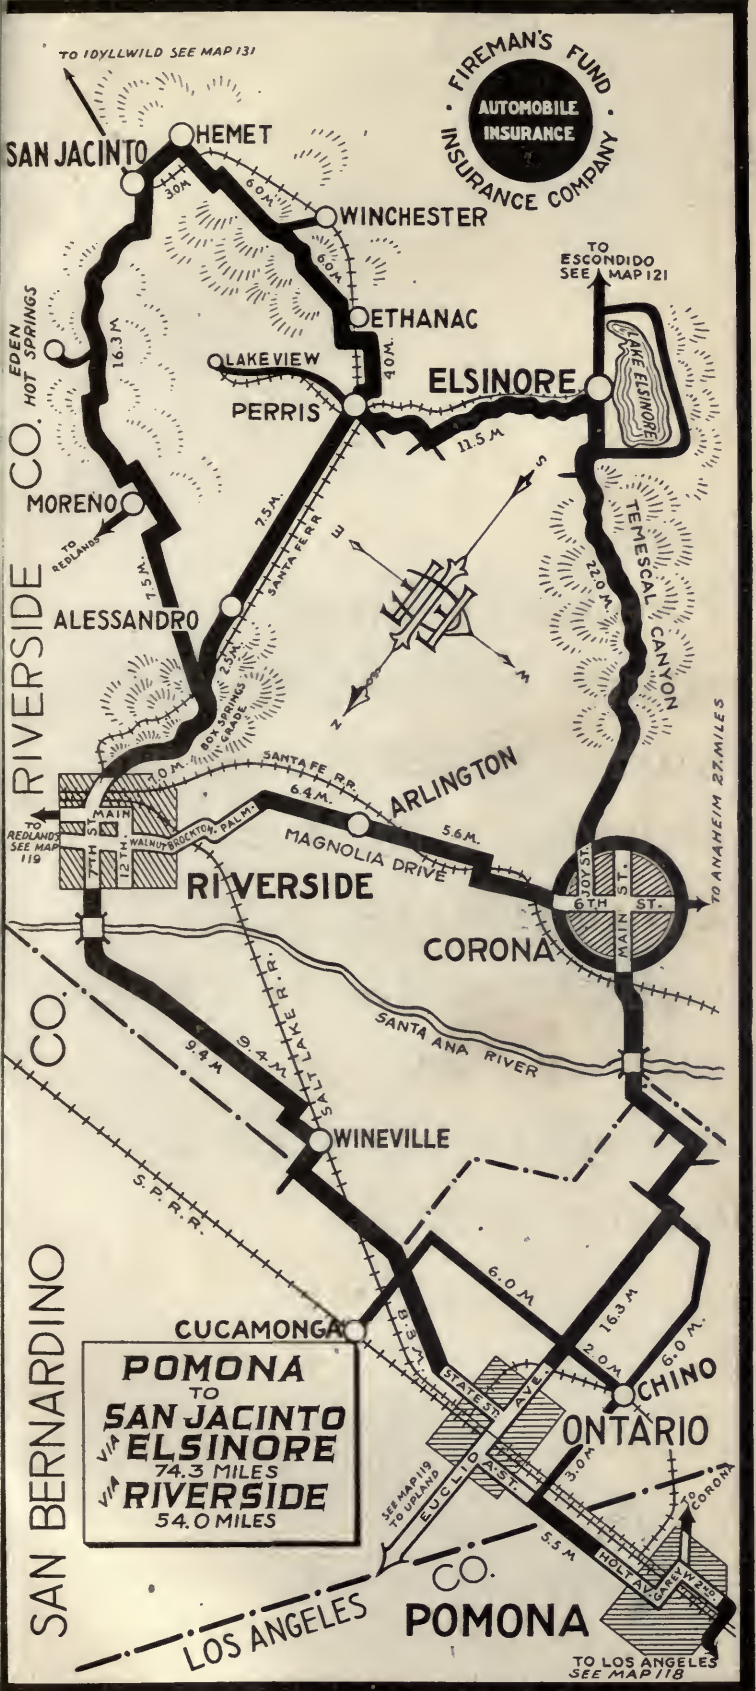 TO IDYLLWILD SEE MAP 131
FIREMAN'S FUND
AUTOMOBILE
INSURANCE
INSURANCE COMPANY
HEMET
SAN JACINTO
3.0 M
6.0 M.
WINCHESTER
6.0 M
TO
ESCONDIDO
SEE MAP 121
ETHANAC
EDEN
HOT SPRINGS
16.3 M
LAKEVIEW
4.0 M.
ELSINORE
LAKE ELSINORE
PERRIS
11.5 M
RIVERSIDE CO.
MORENO
TO
REDLANDS
7.5 M.
7.5 M.
SANTA FE RR
S
E
W
N
TEMESCAL CANYON
22.0 M.
ALESSANDRO
2.5 M.
BOX SPRINGS
GRADE
TO ANAHEIM 27. MILES
SANTA FE R.R.
6.4 M.
ARLINGTON
5.6 M.
MAGNOLIA DRIVE
TO
REDLANDS
SEE MAP
119
MAIN
7TH ST.
12TH.
WALNUT
BROCKTON.
PALM.
RIVERSIDE
JOY ST.
6TH ST.
MAIN ST.
CORONA
SANTA ANA RIVER
9.4 M
9.4 M
SALT LAKE R.R.
WINEVILLE
S.P.R.R.
SAN BERNARDINO CO.
6.0 M
16.3 M
CUCAMONGA
8.3 M.
2.0 M
6.0 M.
CHINO
POMONA
TO
SAN JACINTO
VIA ELSINORE
74.3 MILES
VIA RIVERSIDE
54.0 MILES
STATE ST.
AVE.
EUCLID
A. ST.
ONTARIO
3.0 M
SEE MAP 119
TO UPLAND
TO
CORONA
5.5 M
HOLT AV.
GAREY
W 2ND.
LOS ANGELES CO.
POMONA
TO LOS ANGELES
SEE MAP 118